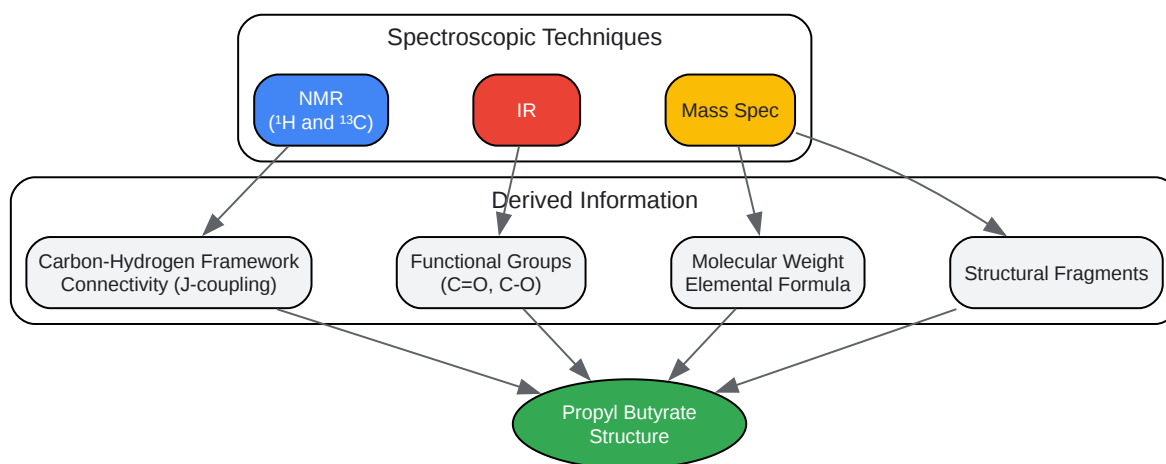 Spectroscopic Techniques
NMR
(¹H and ¹³C)
IR
Mass Spec
Derived Information
Carbon-Hydrogen Framework
Connectivity (J-coupling)
Functional Groups
(C=O, C-O)
Molecular Weight
Elemental Formula
Structural Fragments
Propyl Butyrate
Structure